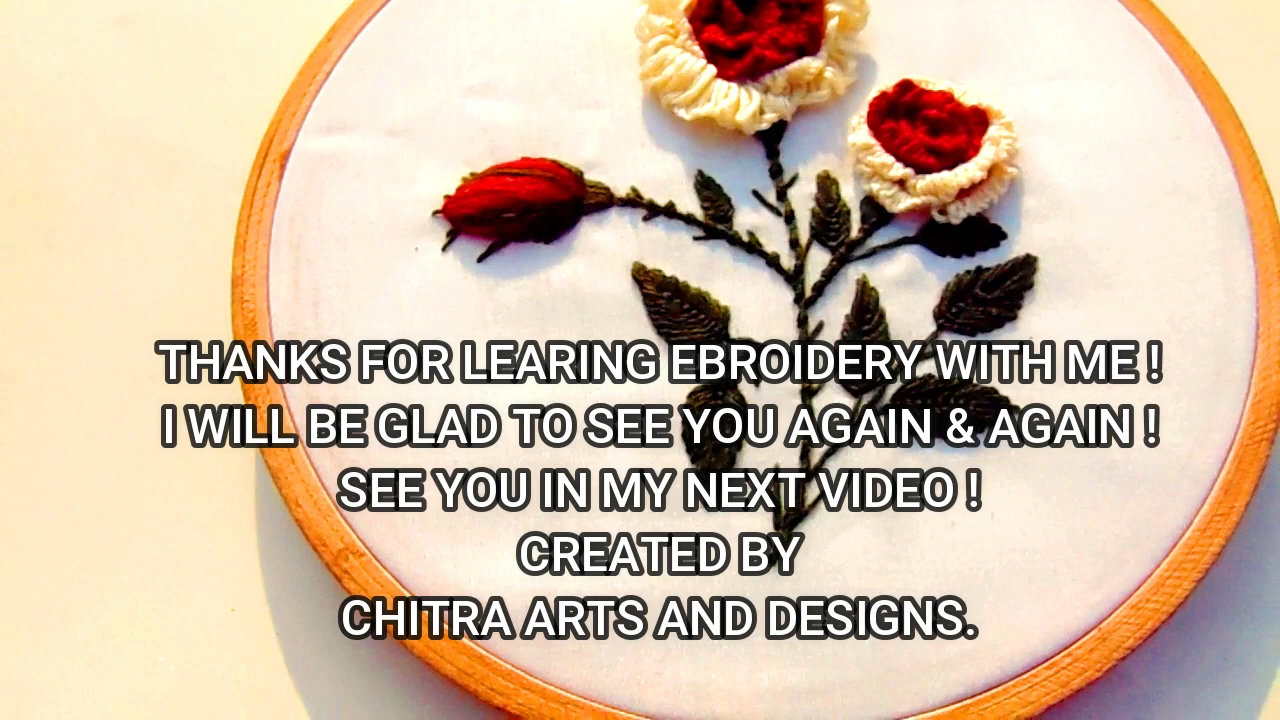 THANKS FOR LEARING EBROIDERY WITH ME !
I WILL BE GLAD TO SEE YOU AGAIN & AGAIN !
SEE YOU IN MY NEXT VIDEO !
CREATED BY
CHITRA ARTS AND DESIGNS.